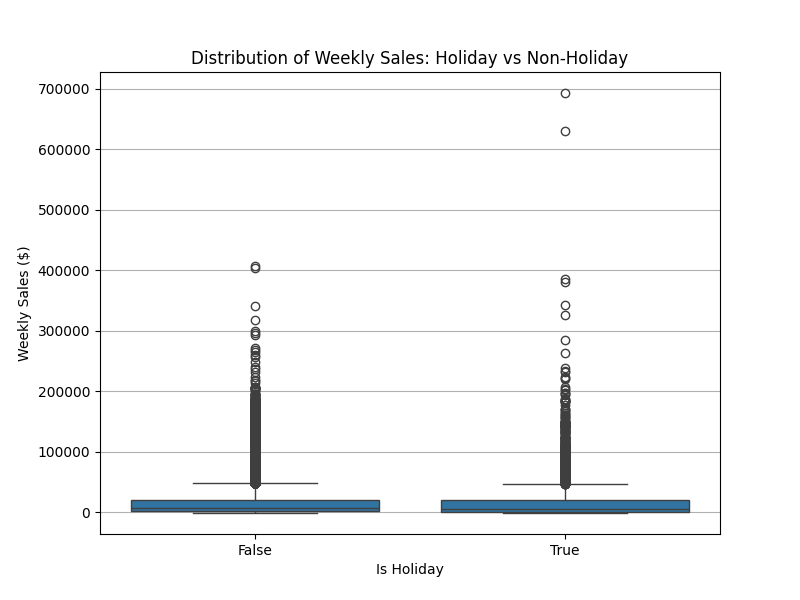 Distribution of Weekly Sales: Holiday vs Non-Holiday
700000
600000
500000
400000
300000
200000
100000
0
Weekly Sales ($)
False
True
Is Holiday